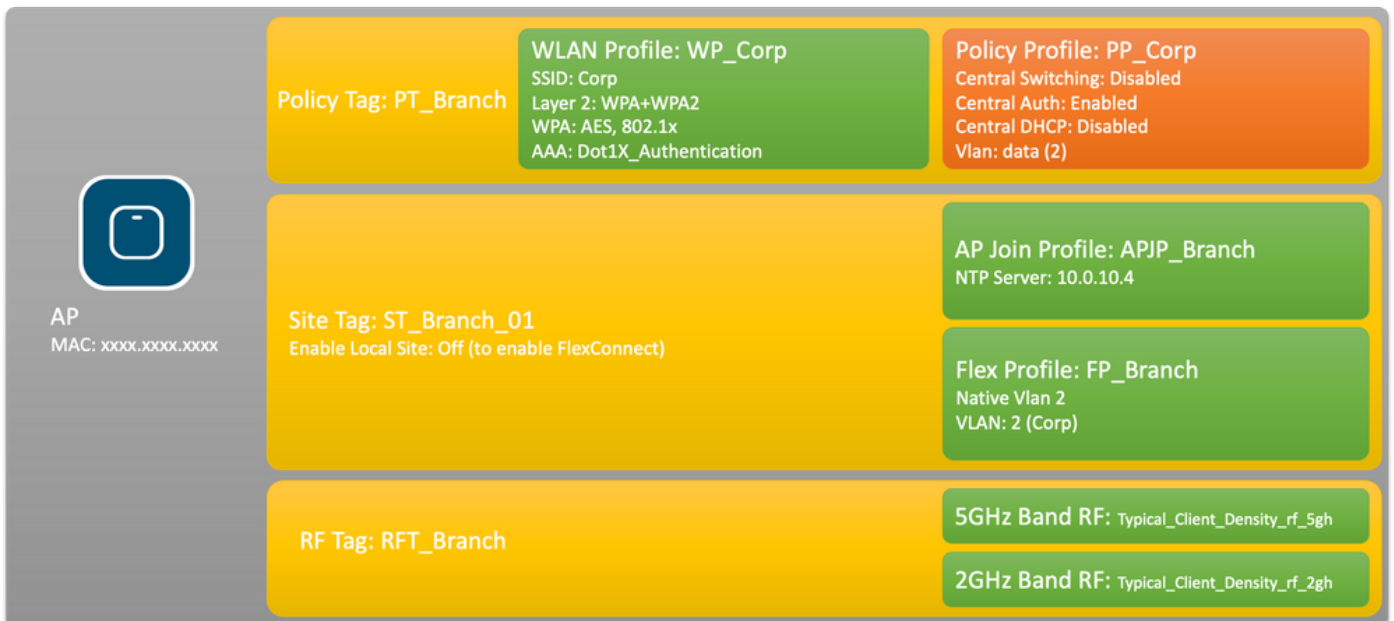 Policy Tag: PT_Branch
WLAN Profile: WP_Corp
SSID: Corp
Layer 2: WPA+WPA2
WPA: AES, 802.1x
AAA: Dot1X_Authentication
Policy Profile: PP_Corp
Central Switching: Disabled
Central Auth: Enabled
Central DHCP: Disabled
Vlan: data (2)
AP
MAC: xxxx.xxxx.xxxx
Site Tag: ST_Branch_01
Enable Local Site: Off (to enable FlexConnect)
AP Join Profile: APJP_Branch
NTP Server: 10.0.10.4
Flex Profile: FP_Branch
Native Vlan 2
VLAN: 2 (Corp)
RF Tag: RFT_Branch
5GHz Band RF: Typical_Client_Density_rf_5gh
2GHz Band RF: Typical_Client_Density_rf_2gh